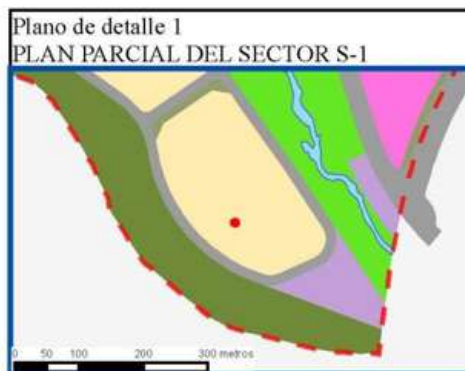 Plano de detalle 1
PLAN PARCIAL DEL SECTOR S-1
0 50 100 200 300 metros